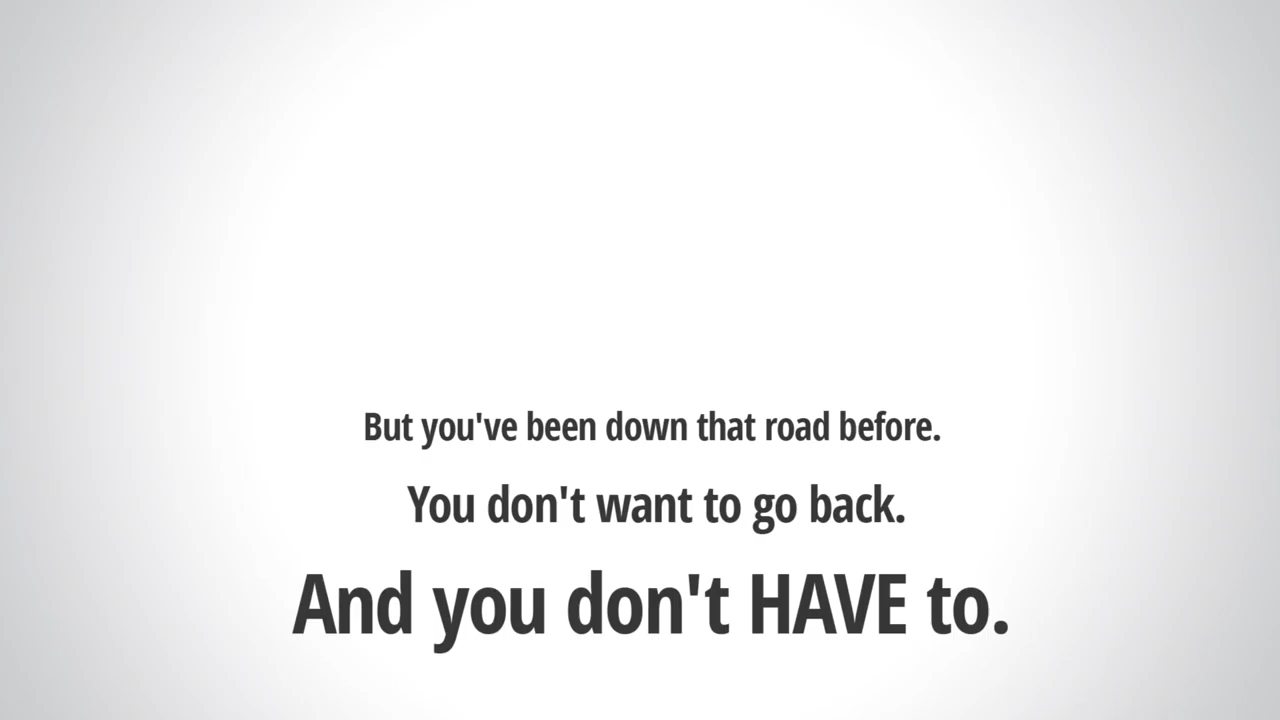 But you've been down that road before.
You don't want to go back.
And you don't HAVE to.